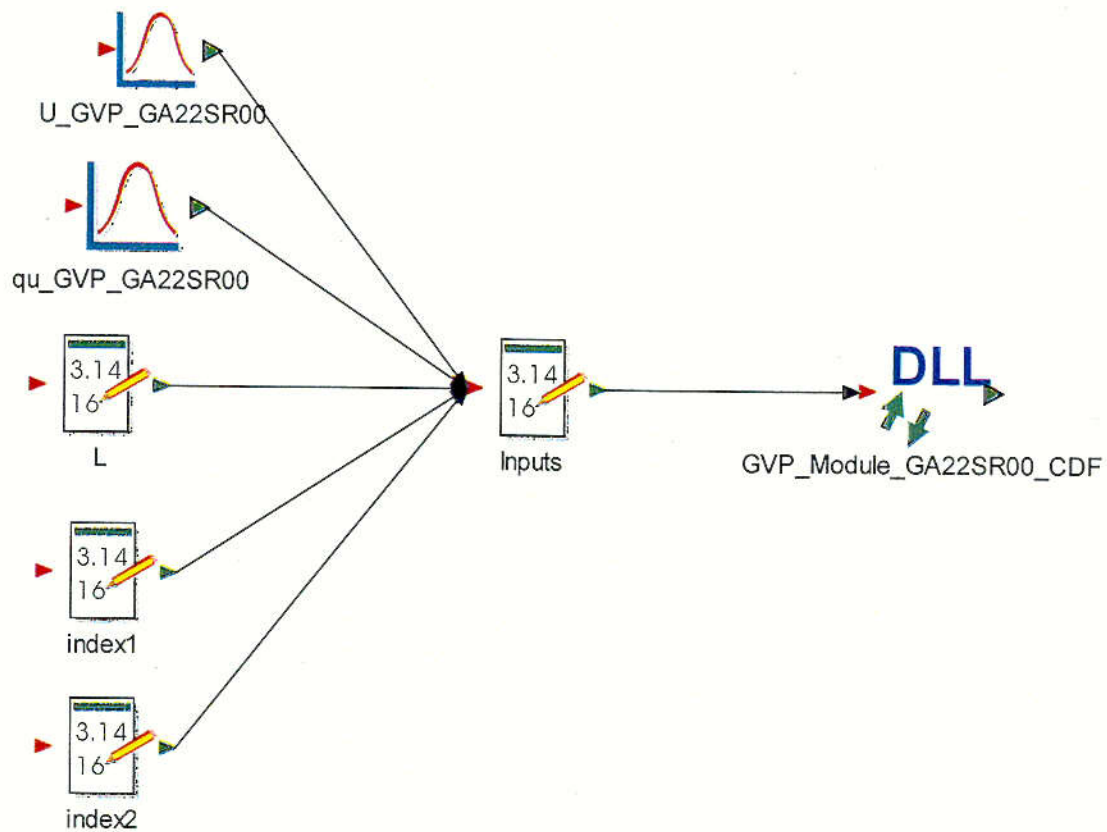 U_GVP_GA22SR00
qu_GVP_GA22SR00
3.14
16
L
3.14
16
index1
3.14
16
index2
3.14
16
Inputs
DLL
GVP_Module_GA22SR00_CDF